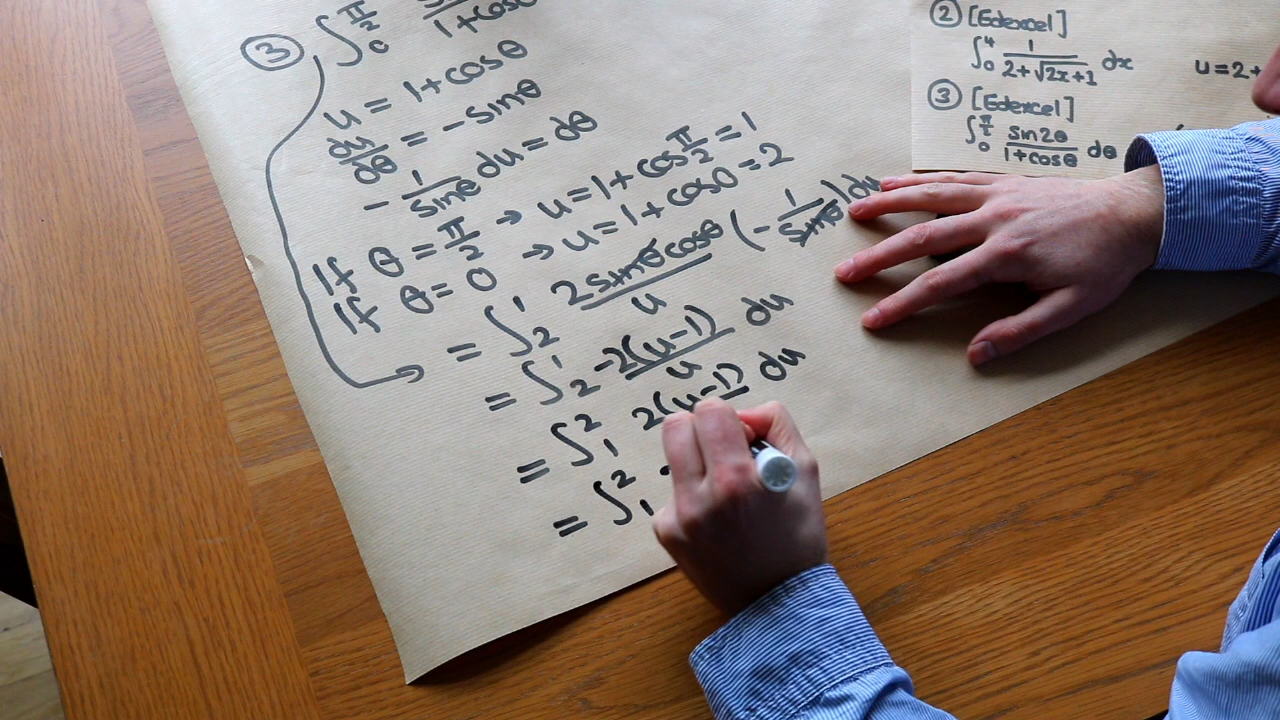 ③ ∫₀^(π/2) 1+cosθ
u = 1+cosθ
du/dθ = -sinθ
- 1/sinθ du = dθ
If θ = π/2 → u = 1+cos π/2 = 1
If θ = 0 → u = 1+cos0 = 2
= ∫₂¹ 2sinθcosθ/u (- 1/sinθ) du
= ∫₂¹ -2(u-1)/u du
= ∫₁² 2(u-1) du
= ∫₁²
② [Edexcel]
∫₀⁴ 1/(2+√(2x+1)) dx u=2+
③ [Edexcel]
∫₀^(π/2) sin2θ/(1+cosθ) dθ